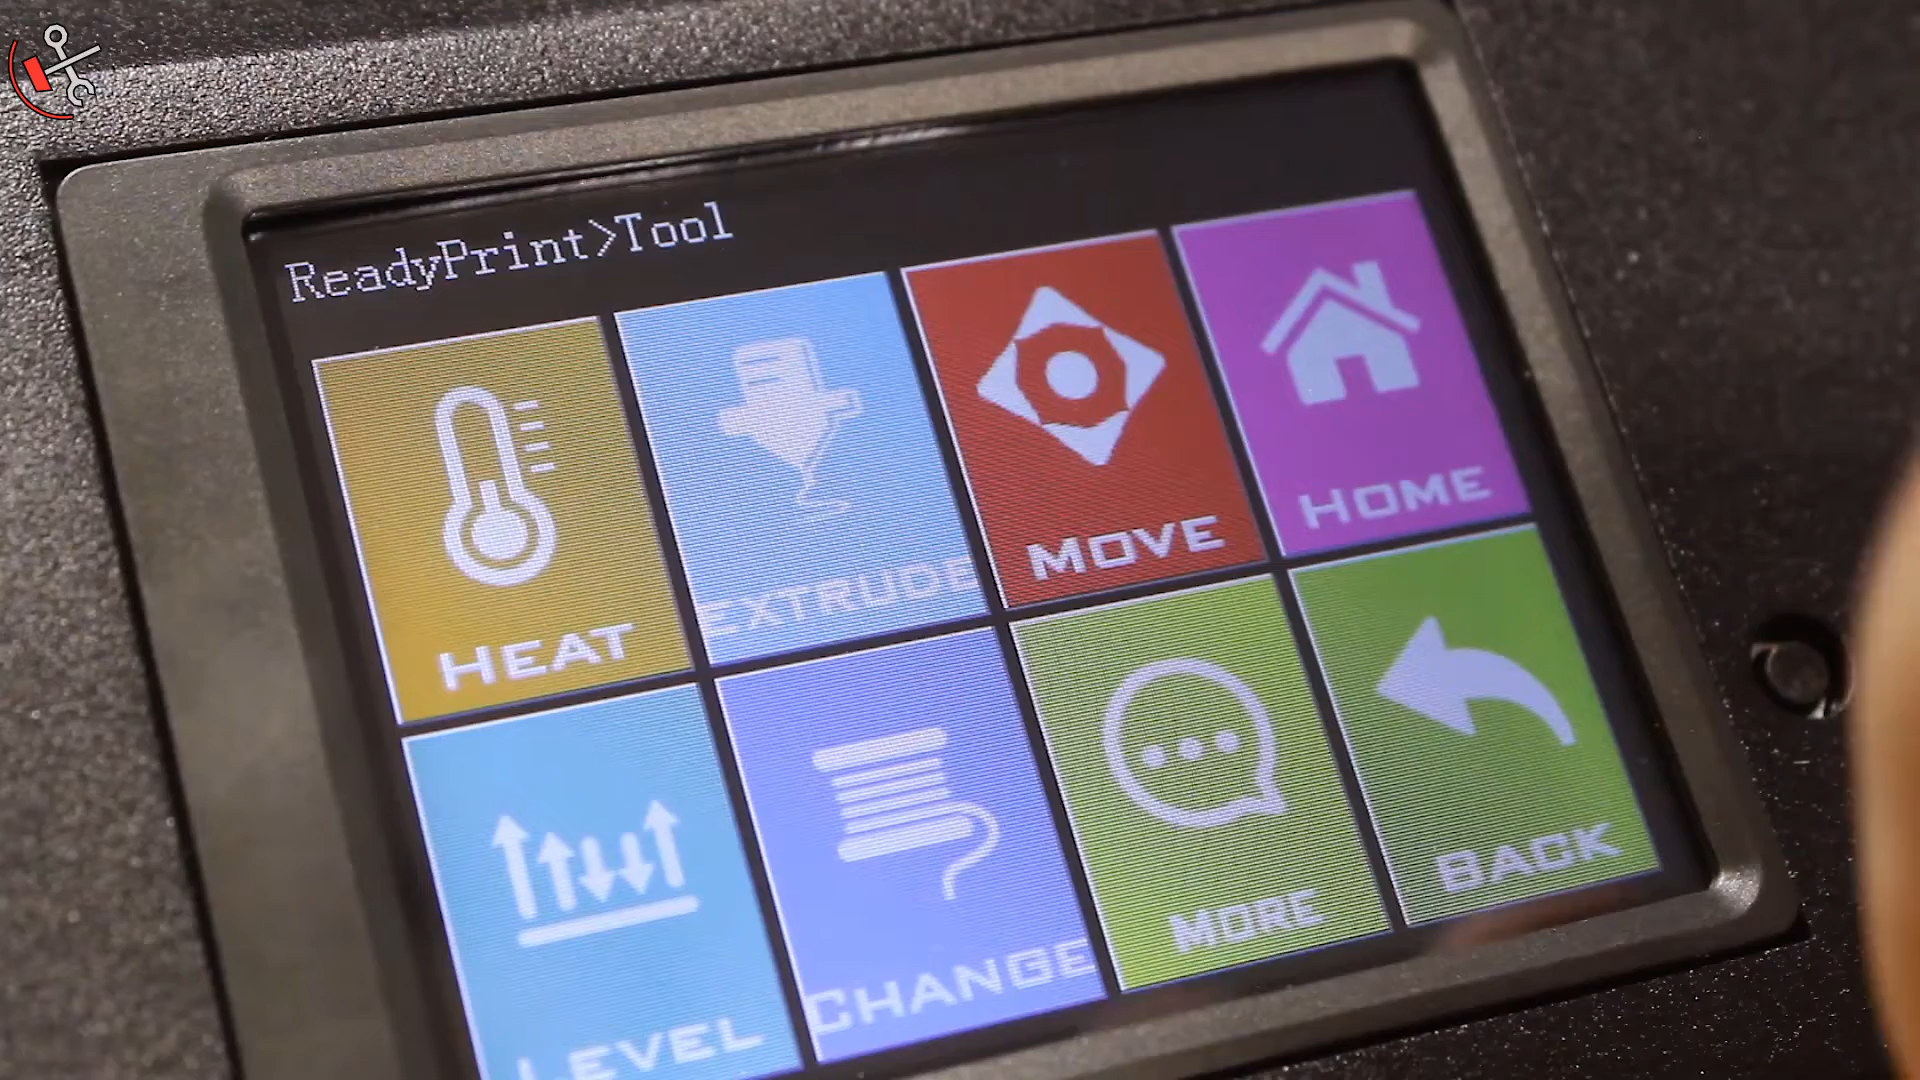 ReadyPrint>Tool
HEAT
EXTRUDE
MOVE
HOME
LEVEL
CHANGE
MORE
BACK